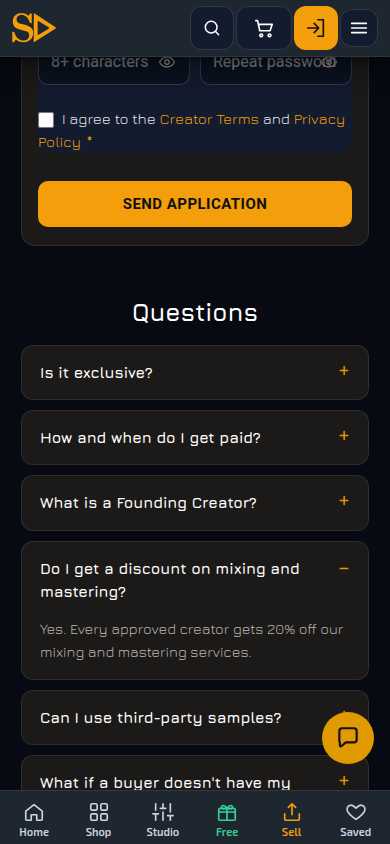 8+ characters
Repeat password
I agree to the Creator Terms and Privacy
Policy *
SEND APPLICATION
Questions
Is it exclusive? +
How and when do I get paid? +
What is a Founding Creator? +
Do I get a discount on mixing and −
mastering?
Yes. Every approved creator gets 20% off our
mixing and mastering services.
Can I use third-party samples?
What if a buyer doesn't have my +
Home Shop Studio Free Sell Saved